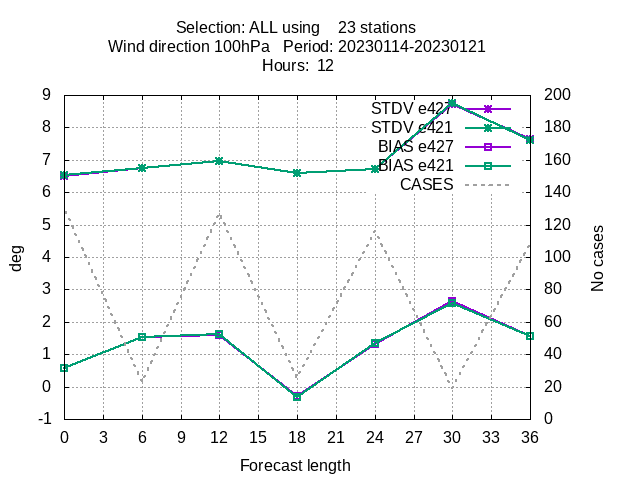 Selection: ALL using    23 stations
Wind direction 100hPa   Period: 20230114-20230121
Hours:  12
9 200
STDV e427
8 STDV e421 180
BIAS e427
7 BIAS e421 160
CASES
6 140
5 120
4 100
3 80
2 60
1 40
0 20
-1 0
deg
No cases
0 3 6 9 12 15 18 21 24 27 30 33 36
Forecast length